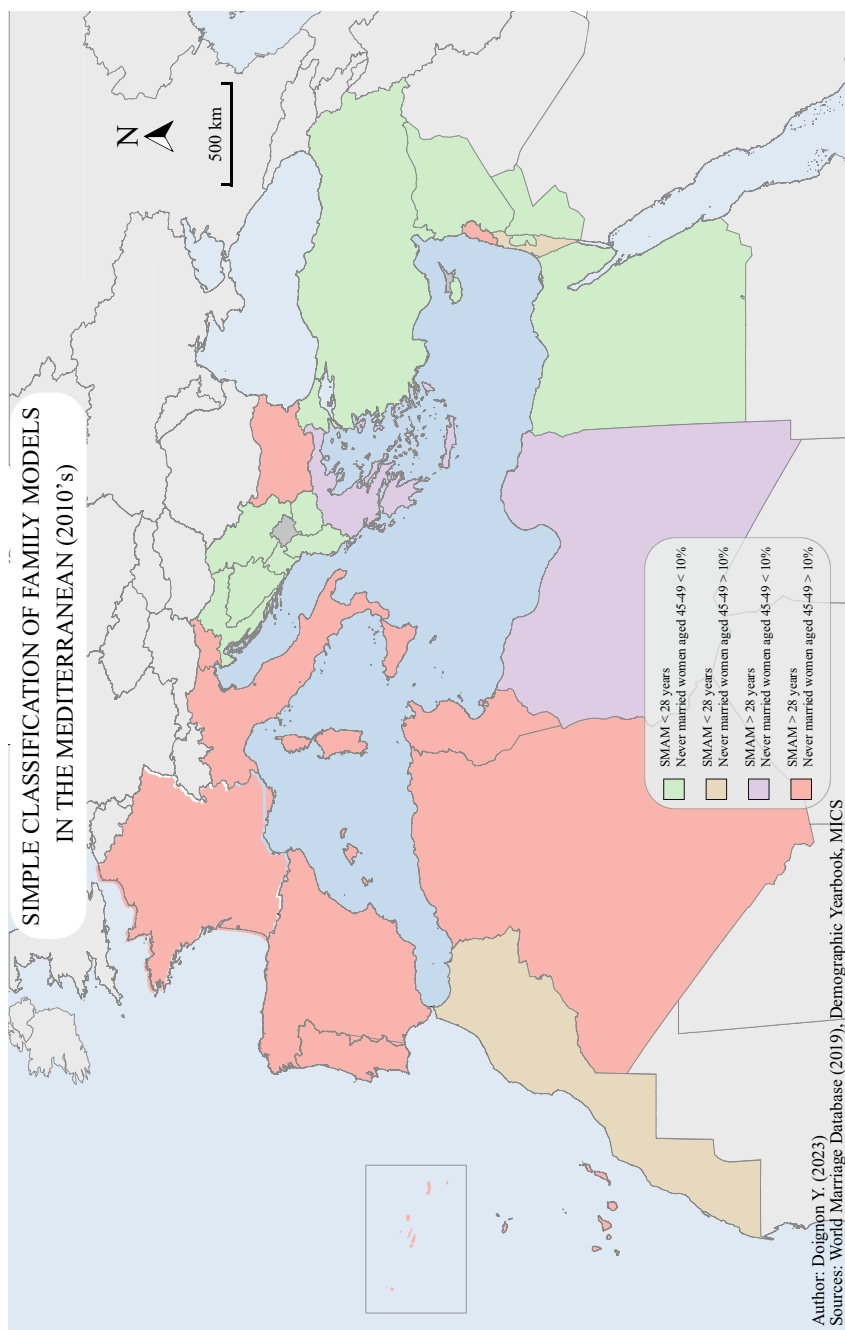 SIMPLE CLASSIFICATION OF FAMILY MODELS
IN THE MEDITERRANEAN (2010's)
N
500 km
SMAM < 28 years
Never married women aged 45-49 < 10%
SMAM < 28 years
Never married women aged 45-49 > 10%
SMAM > 28 years
Never married women aged 45-49 < 10%
SMAM > 28 years
Never married women aged 45-49 > 10%
Author: Doignon Y. (2023)
Sources: World Marriage Database (2019), Demographic Yearbook, MICS